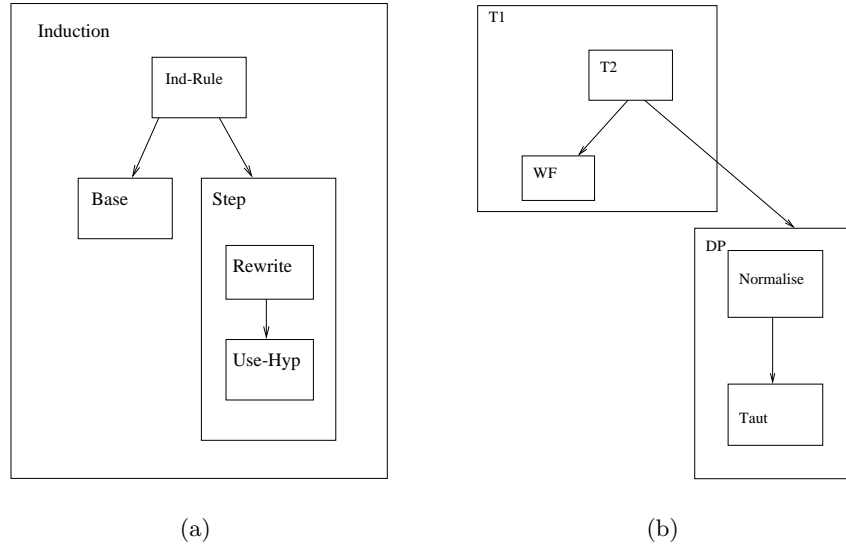 Induction
Ind-Rule
Base
Step
Rewrite
Use-Hyp
(a)
T1
T2
WF
DP
Normalise
Taut
(b)